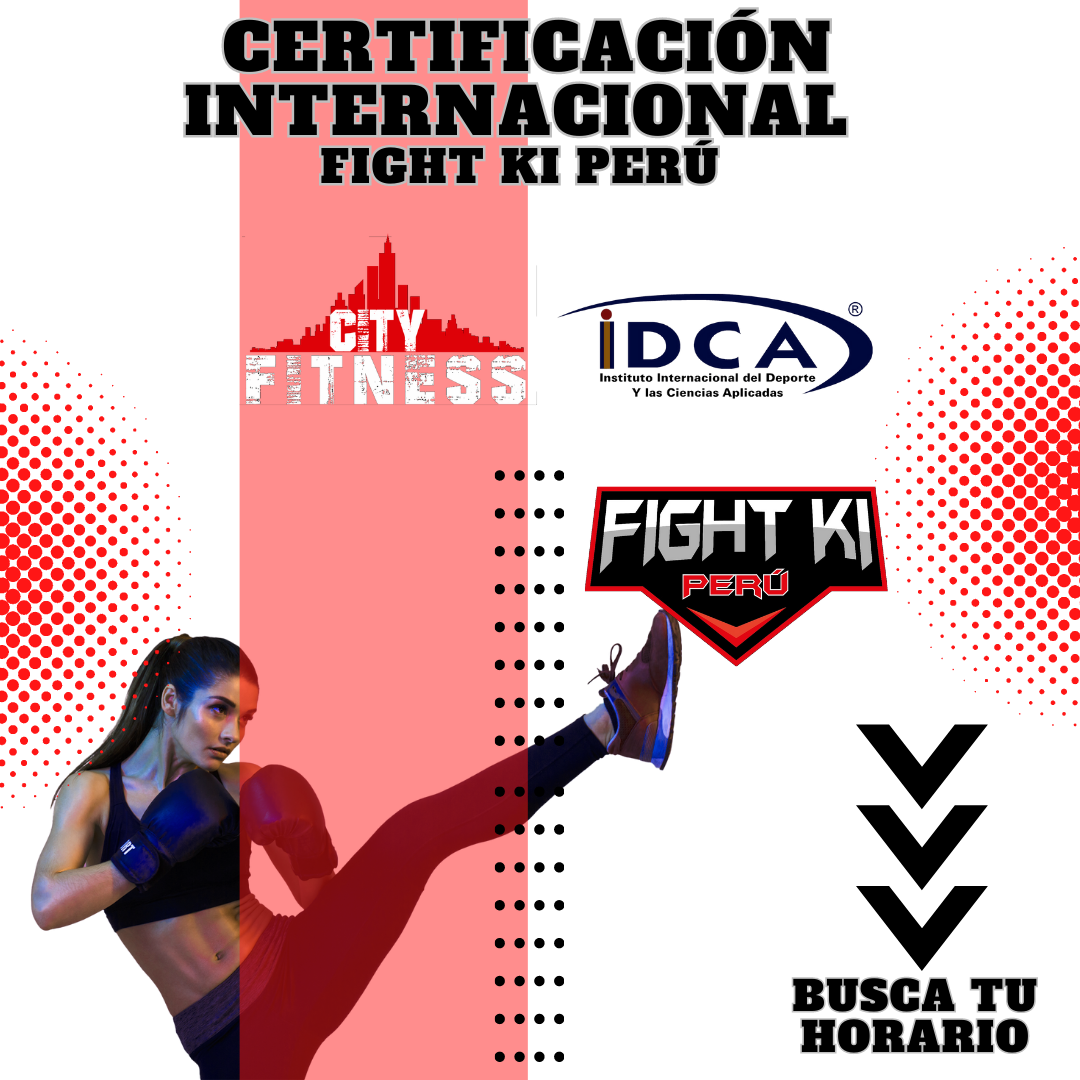 CERTIFICACIÓN
INTERNACIONAL
FIGHT KI PERÚ
CITY
FITNESS
iDCA®
Instituto Internacional del Deporte
Y las Ciencias Aplicadas
FIGHT KI
PERÚ
BUSCA TU
HORARIO